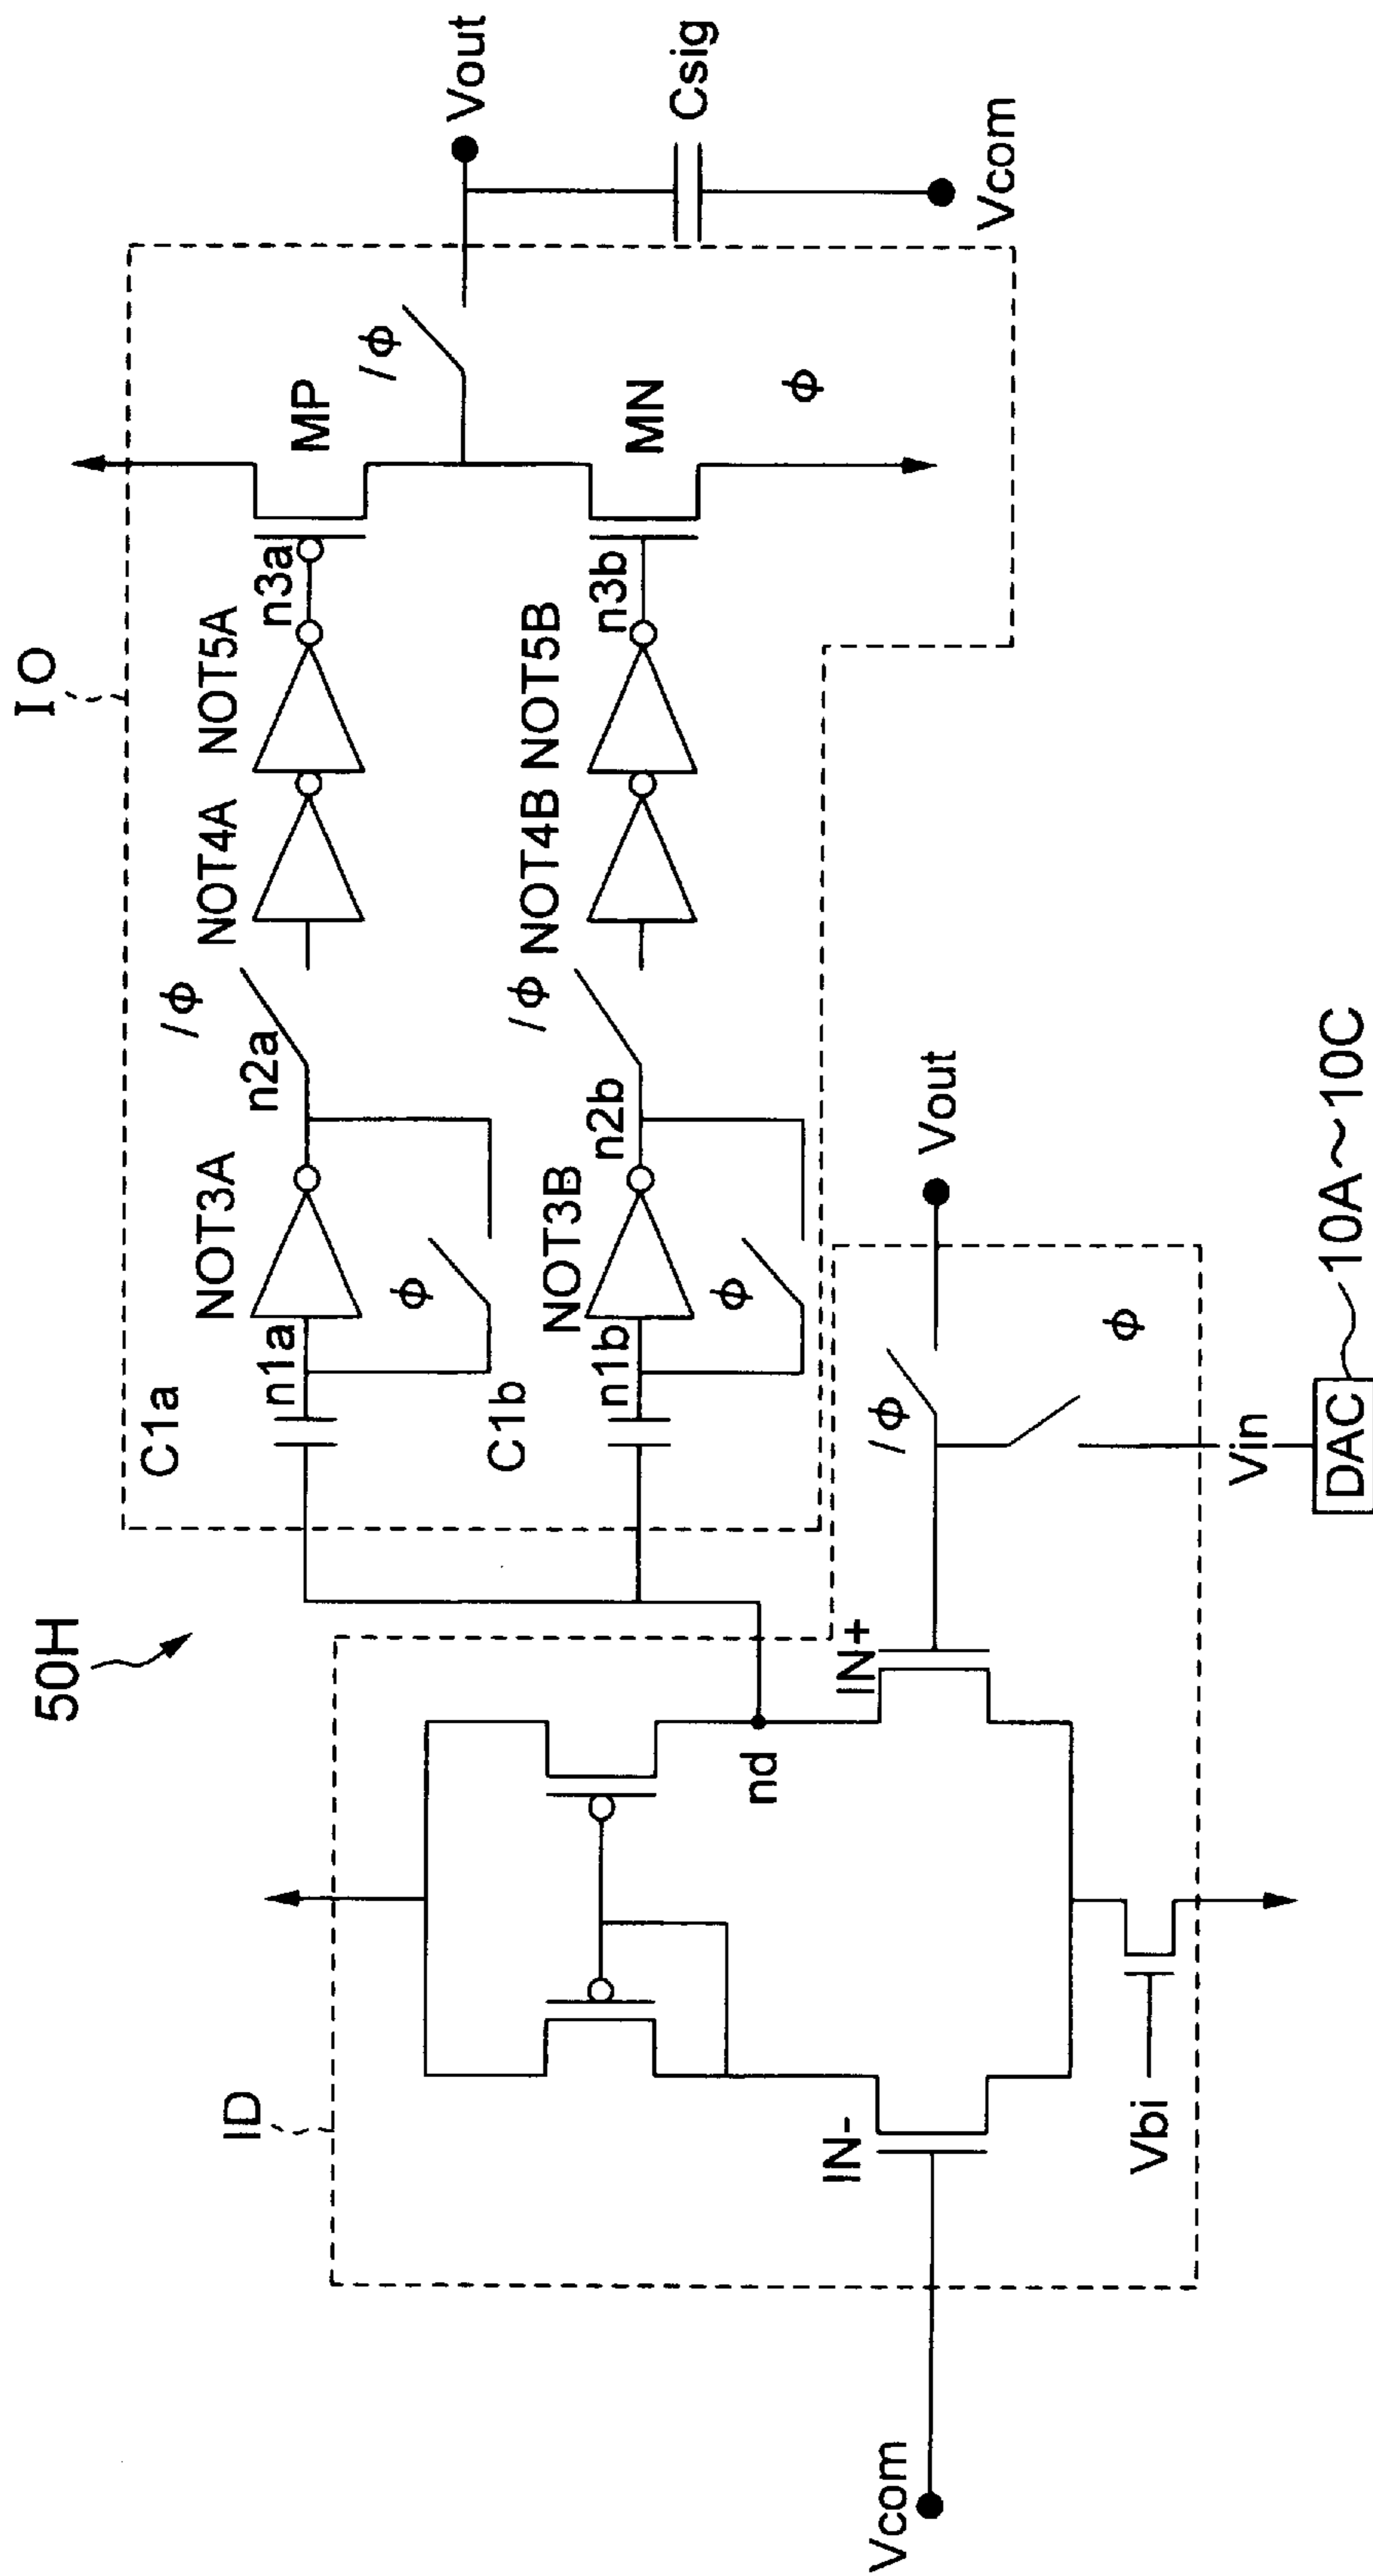 50H
IO
ID
C1a
n1a
NOT3A
n2a
/ϕ
NOT4A
NOT5A
n3a
MP
/ϕ
Vout
ϕ
C1b
n1b
NOT3B
n2b
/ϕ
NOT4B
NOT5B
n3b
MN
Csig
ϕ
ϕ
Vcom
nd
IN-
IN+
/ϕ
Vout
ϕ
Vcom
Vbi
Vin
DAC
10A~10C